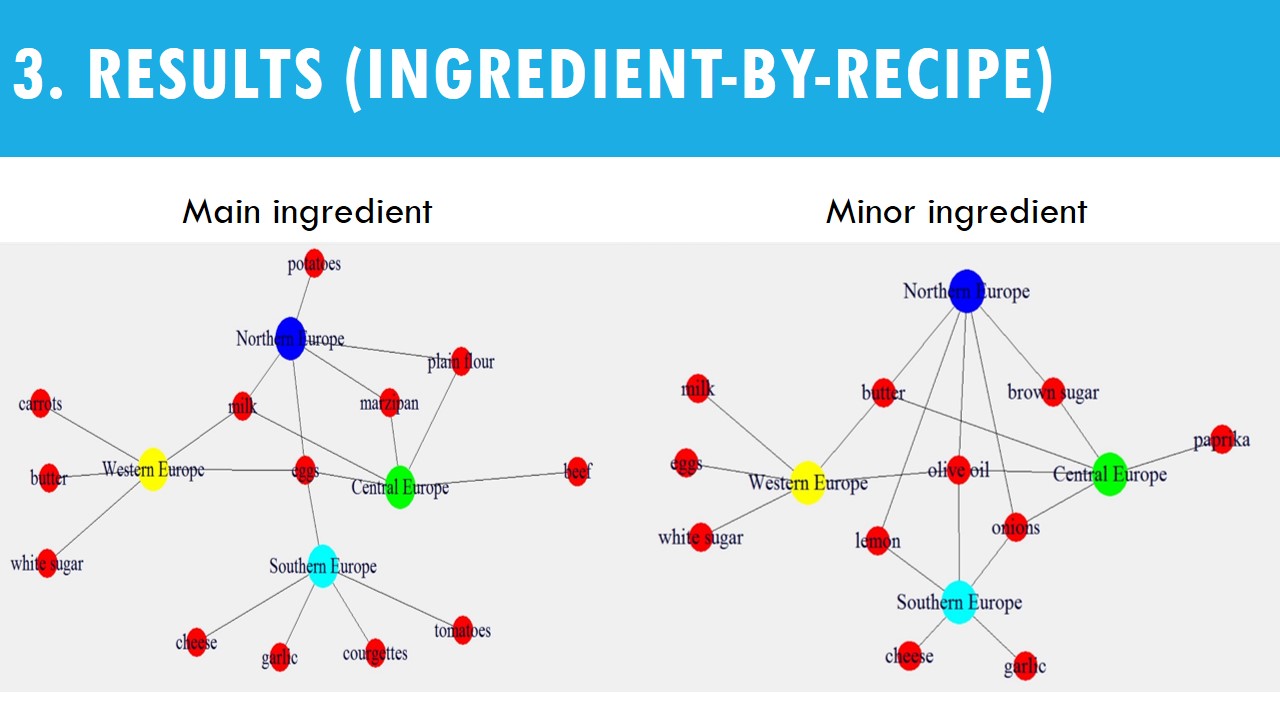 3. RESULTS (INGREDIENT-BY-RECIPE)
Main ingredient
potatoes
Northern Europe
plain flour
carrots
milk
marzipan
butter
Western Europe
eggs
Central Europe
beef
white sugar
Southern Europe
cheese
garlic
courgettes
tomatoes
Minor ingredient
Northern Europe
milk
butter
brown sugar
paprika
eggs
Western Europe
olive oil
Central Europe
white sugar
lemon
onions
Southern Europe
cheese
garlic